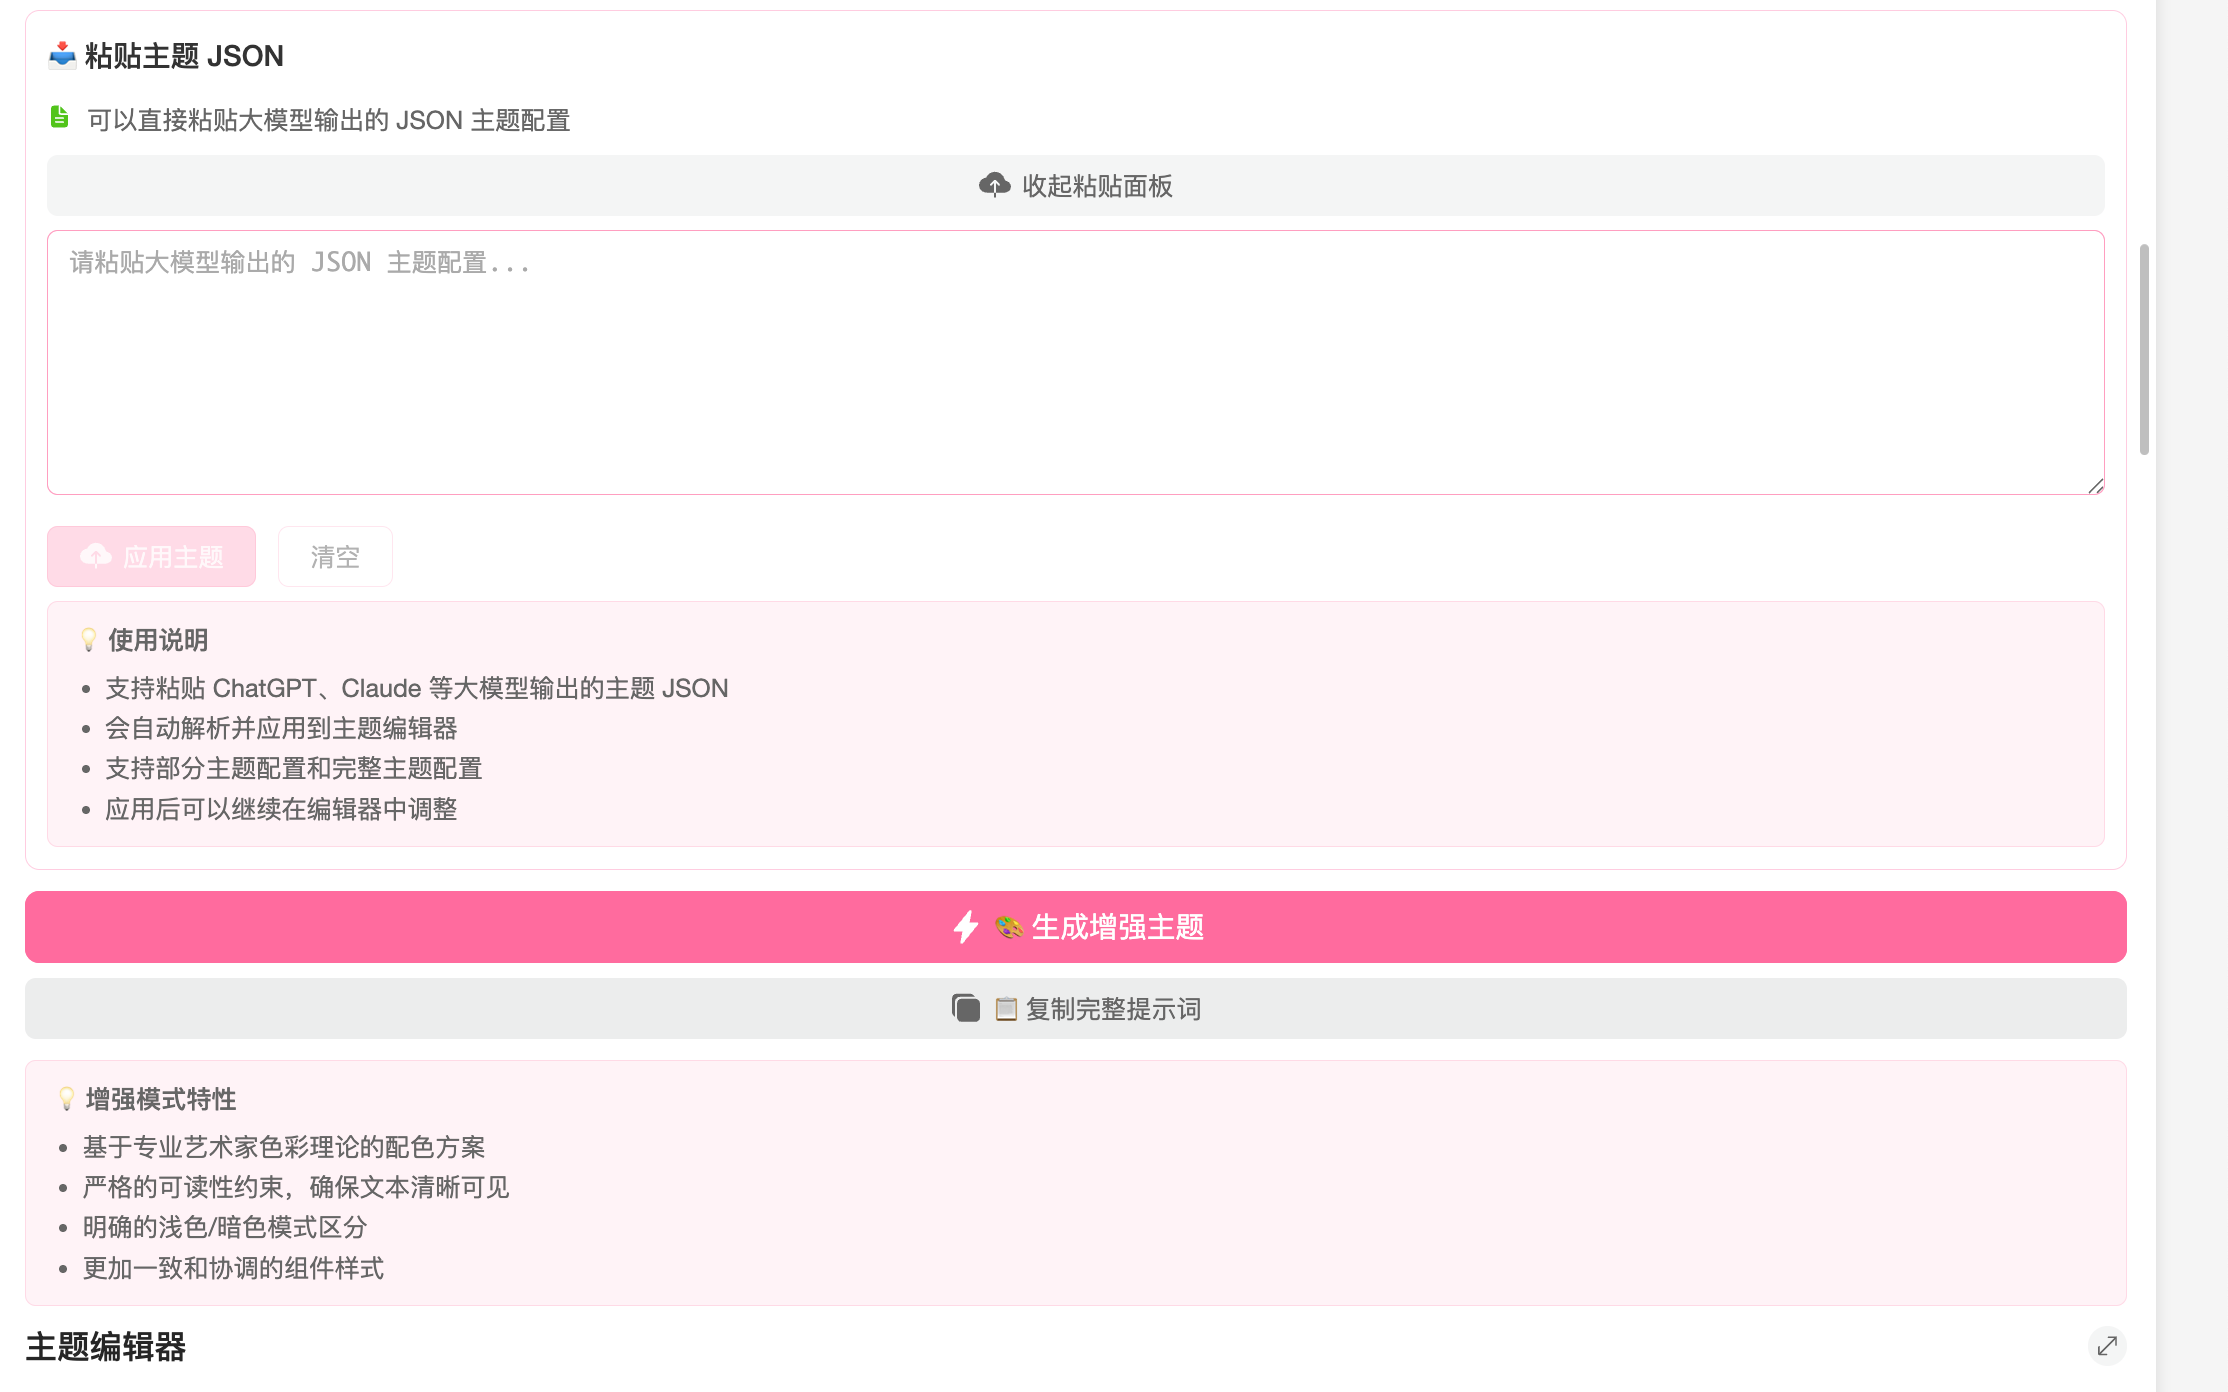 粘贴主题 JSON
可以直接粘贴大模型输出的 JSON 主题配置
收起粘贴面板
请粘贴大模型输出的 JSON 主题配置...
应用主题
清空
使用说明
支持粘贴 ChatGPT、Claude 等大模型输出的主题 JSON
会自动解析并应用到主题编辑器
支持部分主题配置和完整主题配置
应用后可以继续在编辑器中调整
生成增强主题
复制完整提示词
增强模式特性
基于专业艺术家色彩理论的配色方案
严格的可读性约束，确保文本清晰可见
明确的浅色/暗色模式区分
更加一致和协调的组件样式
主题编辑器